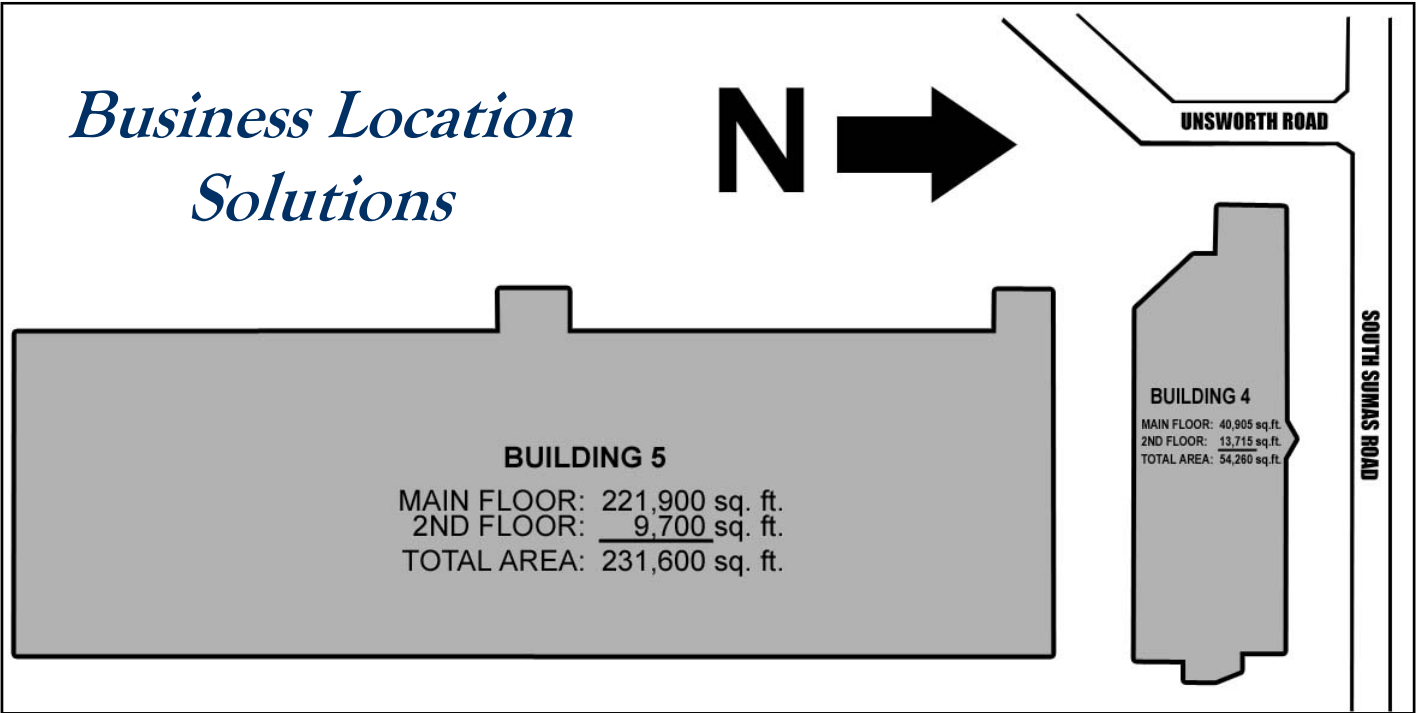 Business Location
Solutions
N
UNSWORTH ROAD
SOUTH SUMAS ROAD
BUILDING 4
MAIN FLOOR: 40,905 sq.ft.
2ND FLOOR: 13,715 sq.ft.
TOTAL AREA: 54,260 sq.ft.
BUILDING 5
MAIN FLOOR: 221,900 sq. ft.
2ND FLOOR: 9,700 sq. ft.
TOTAL AREA: 231,600 sq. ft.